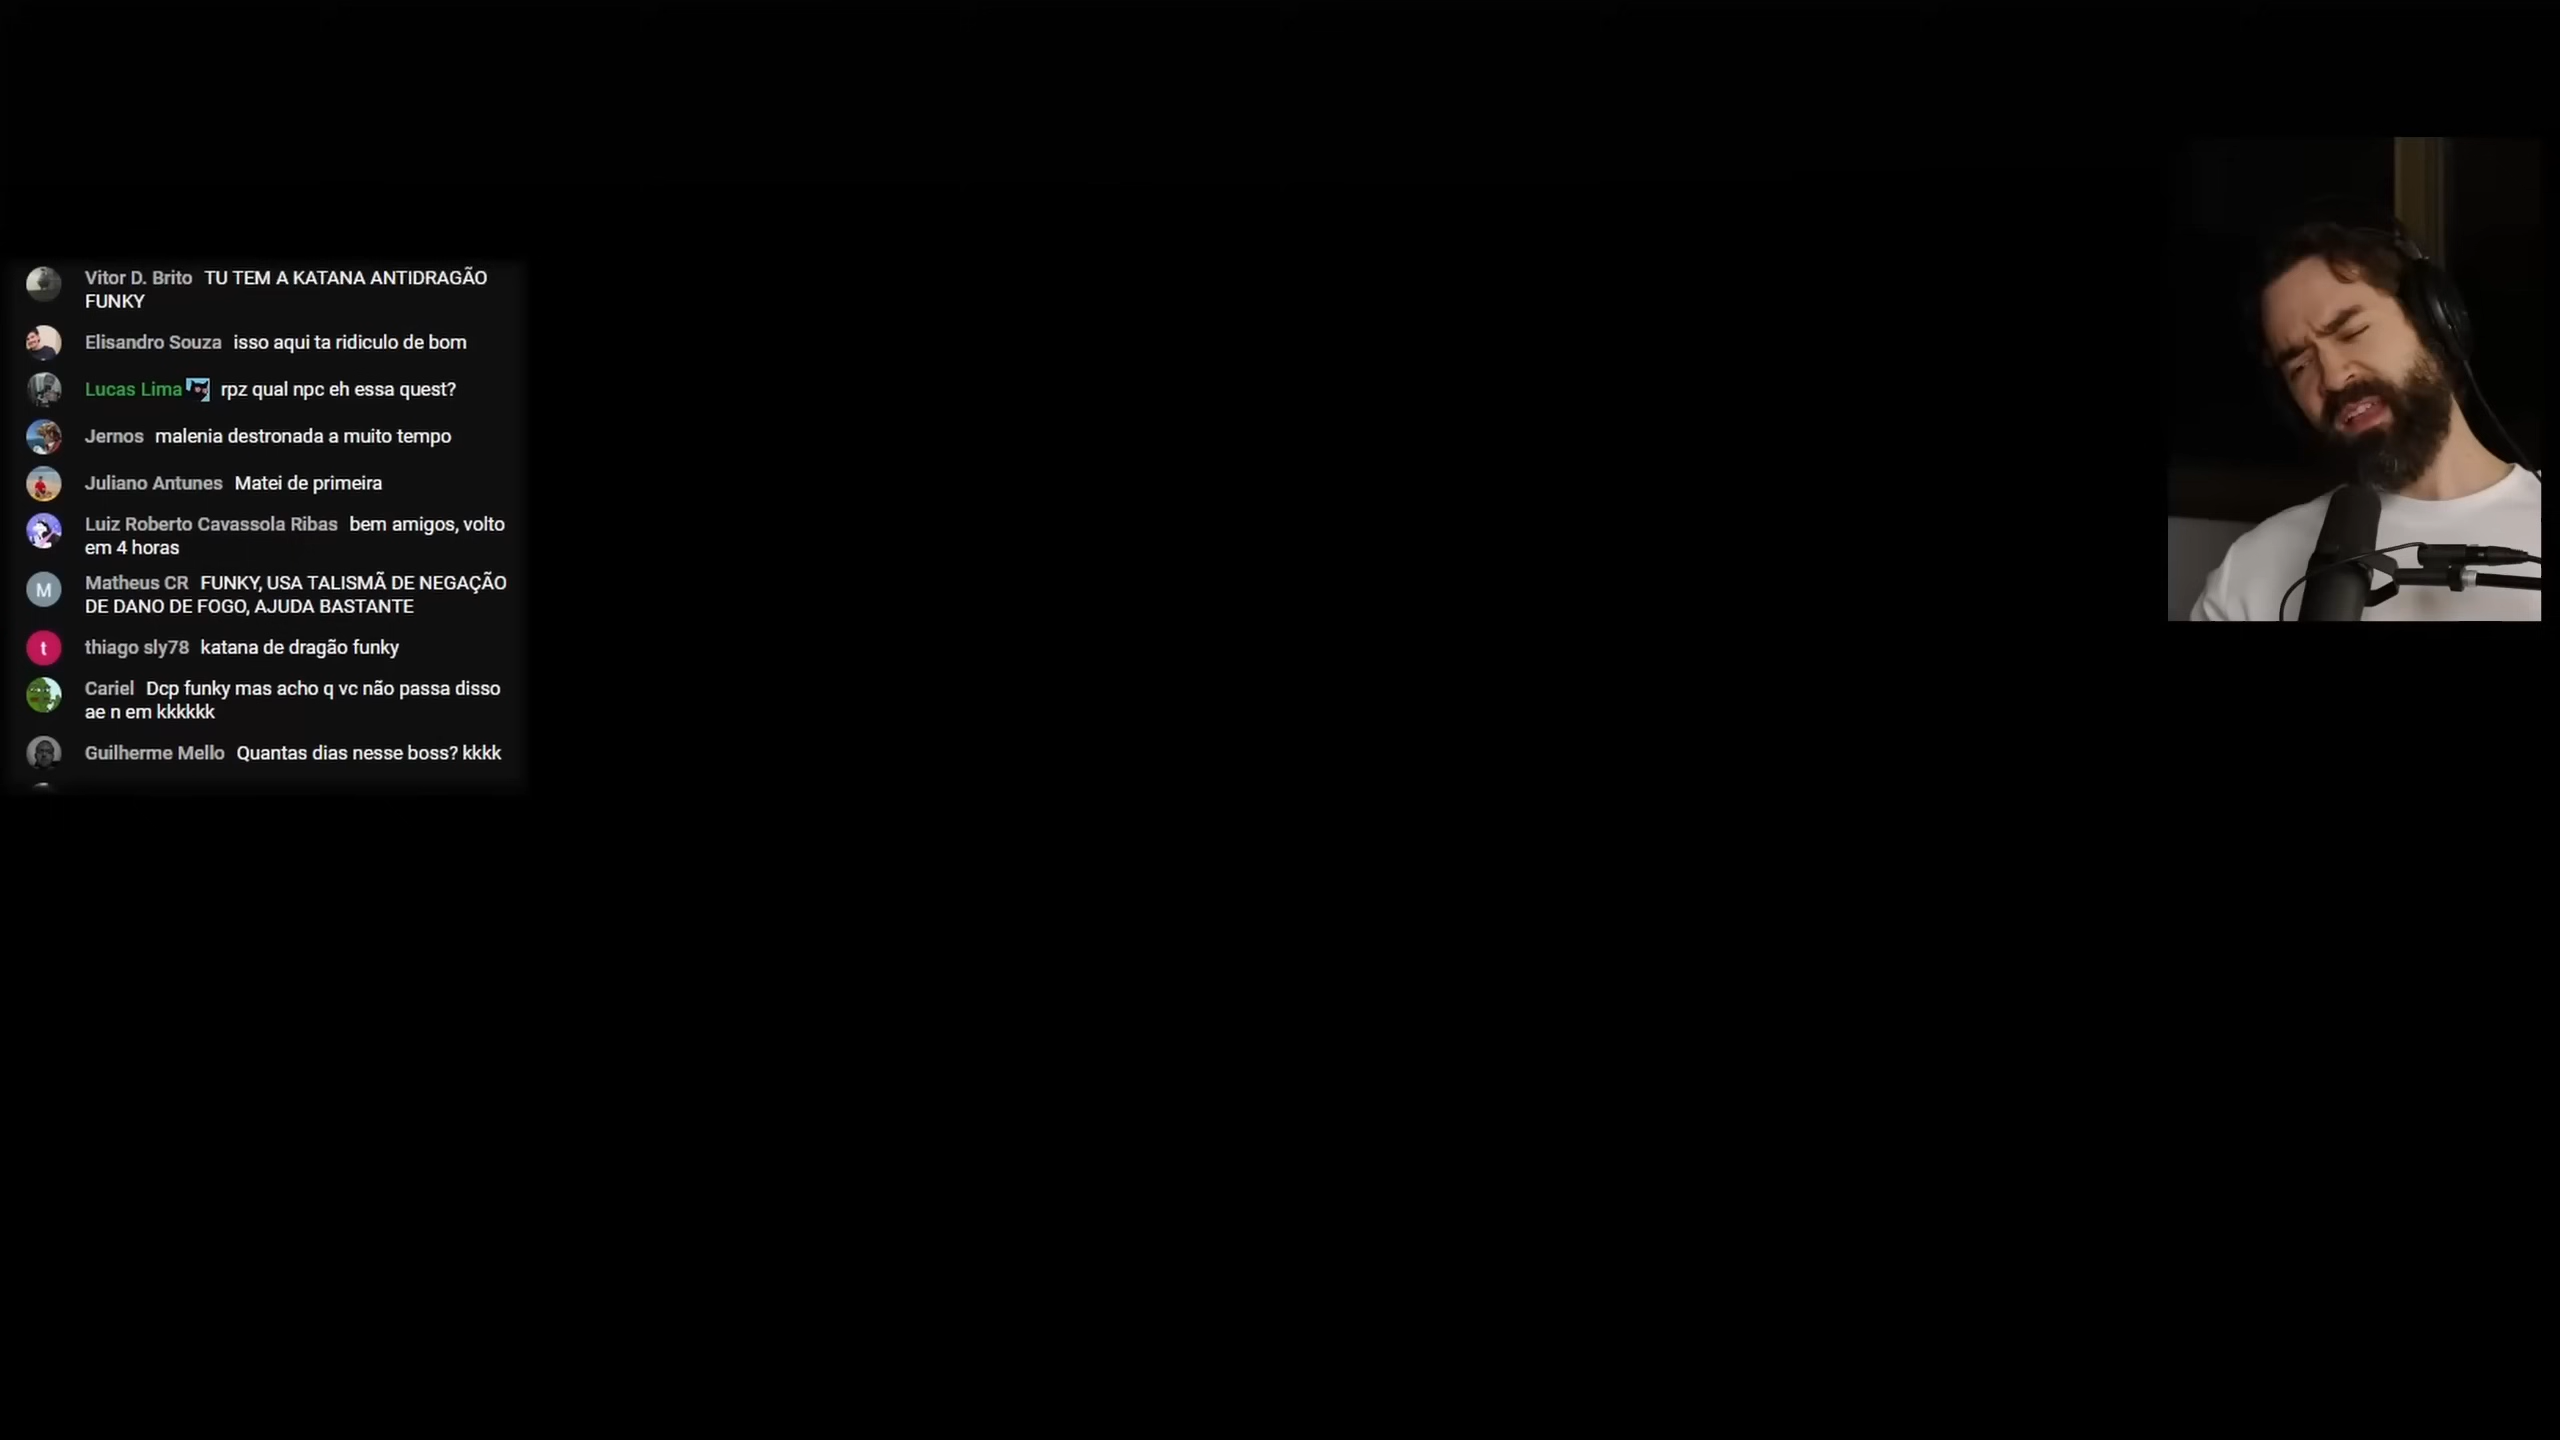 Vitor D. Brito TU TEM A KATANA ANTIDRAGÃO
FUNKY
Elisandro Souza isso aqui ta ridiculo de bom
Lucas Lima rpz qual npc eh essa quest?
Jernos malenia destronada a muito tempo
Juliano Antunes Matei de primeira
Luiz Roberto Cavassola Ribas bem amigos, volto
em 4 horas
M
Matheus CR FUNKY, USA TALISMÃ DE NEGAÇÃO
DE DANO DE FOGO, AJUDA BASTANTE
t
thiago sly78 katana de dragão funky
Cariel Dcp funky mas acho q vc não passa disso
ae n em kkkkkk
Guilherme Mello Quantas dias nesse boss? kkkk